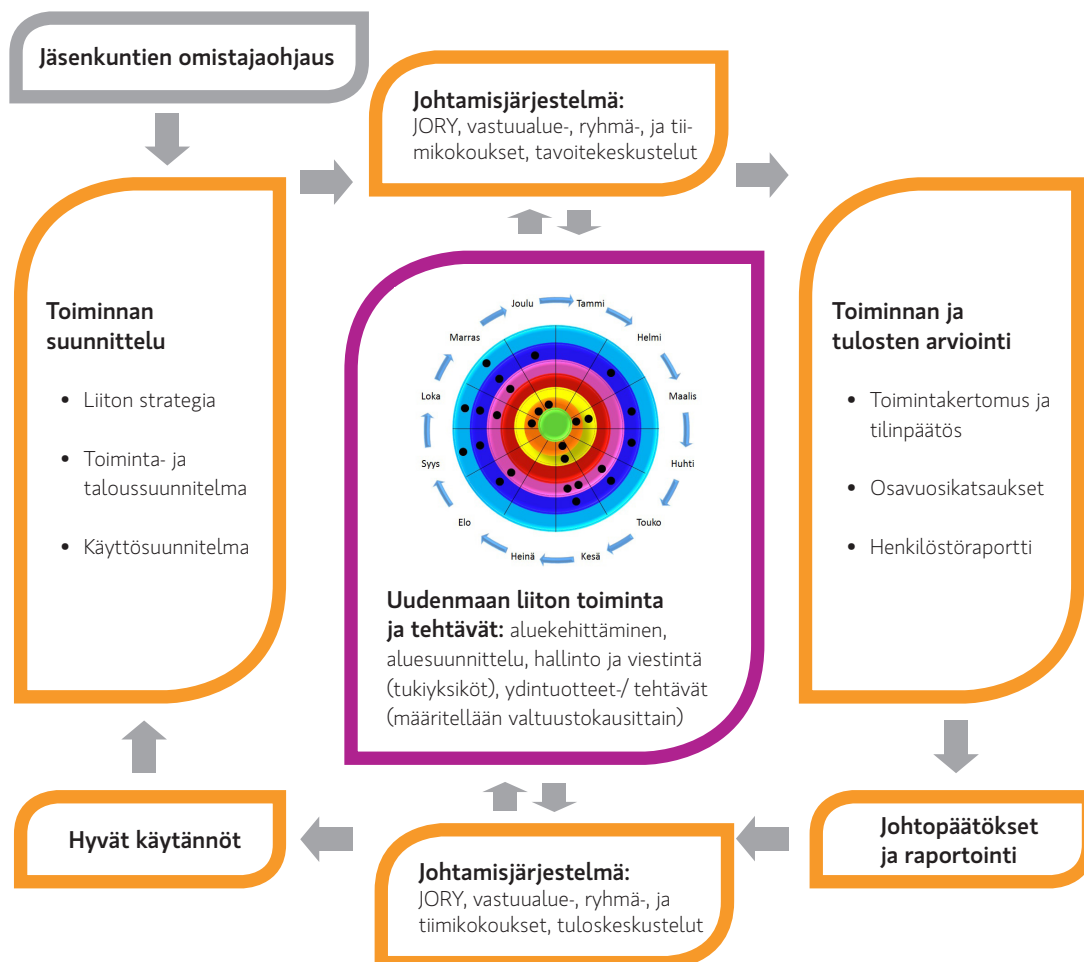 Jäsenkuntien omistajaohjaus
Johtamisjärjestelmä:
JORY, vastuualue-, ryhmä-, ja tii-
mikokoukset, tavoitekeskustelut
Toiminnan
suunnittelu
• Liiton strategia
• Toiminta- ja
taloussuunnitelma
• Käyttösuunnitelma
Joulu
Tammi
Helmi
Maalis
Huhti
Touko
Kesä
Heinä
Elo
Syys
Loka
Marras
Uudenmaan liiton toiminta
ja tehtävät: aluekehittäminen,
aluesuunnittelu, hallinto ja viestintä
(tukiyksiköt), ydintuotteet-/ tehtävät
(määritellään valtuustokausittain)
Toiminnan ja
tulosten arviointi
• Toimintakertomus ja
tilinpäätös
• Osavuosikatsaukset
• Henkilöstöraportti
Hyvät käytännöt
Johtamisjärjestelmä:
JORY, vastuualue-, ryhmä-, ja
tiimikokoukset, tuloskeskustelut
Johtopäätökset
ja raportointi